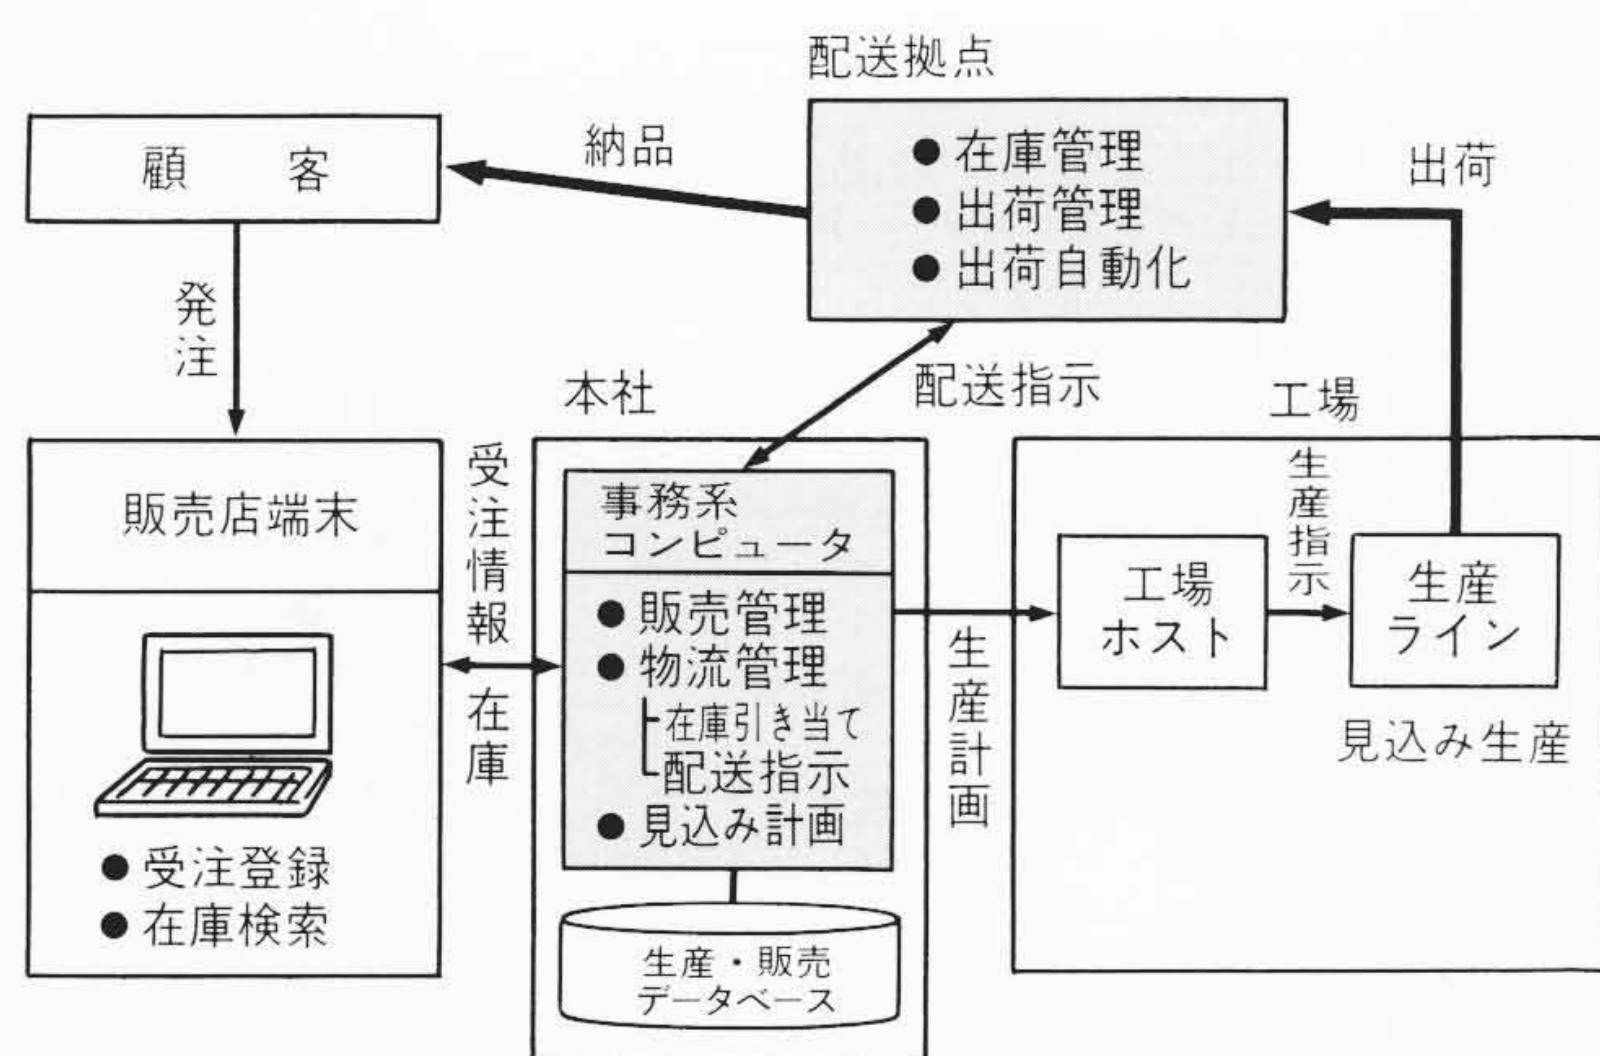 配送拠点
顧 客
納品
● 在庫管理
● 出荷管理
● 出荷自動化
出荷
発注
配送指示
本社
工場
販売店端末
● 受注登録
● 在庫検索
受注情報
在庫
事務系
コンピュータ
● 販売管理
● 物流管理
在庫引き当て
配送指示
● 見込み計画
生産・販売
データベース
生産計画
工場
ホスト
生産指示
生産
ライン
見込み生産